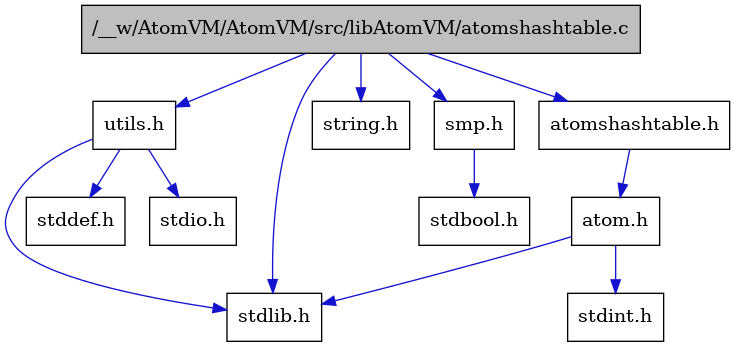 /__w/AtomVM/AtomVM/src/libAtomVM/atomshashtable.c
utils.h
string.h
smp.h
atomshashtable.h
stddef.h
stdio.h
stdbool.h
atom.h
stdlib.h
stdint.h